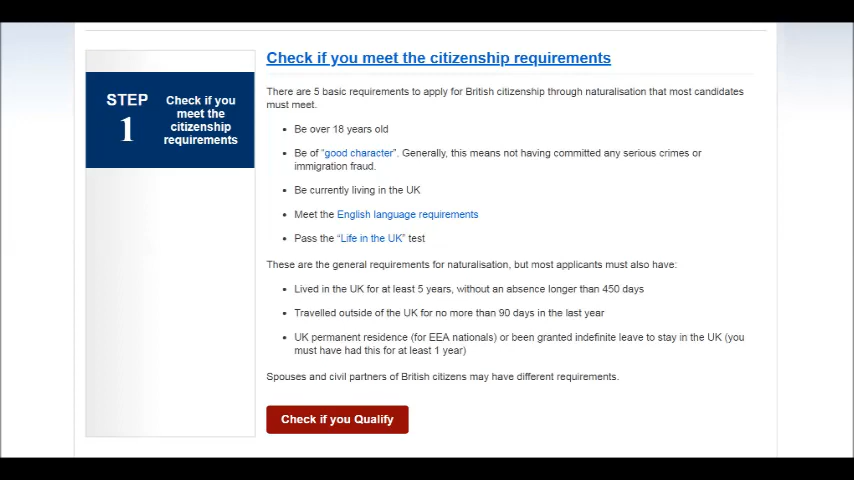 Check if you meet the citizenship requirements
STEP
1
Check if you
meet the
citizenship
requirements
There are 5 basic requirements to apply for British citizenship through naturalisation that most candidates
must meet.
Be over 18 years old
Be of “good character”. Generally, this means not having committed any serious crimes or
immigration fraud.
Be currently living in the UK
Meet the English language requirements
Pass the “Life in the UK” test
These are the general requirements for naturalisation, but most applicants must also have:
Lived in the UK for at least 5 years, without an absence longer than 450 days
Travelled outside of the UK for no more than 90 days in the last year
UK permanent residence (for EEA nationals) or been granted indefinite leave to stay in the UK (you
must have had this for at least 1 year)
Spouses and civil partners of British citizens may have different requirements.
Check if you Qualify